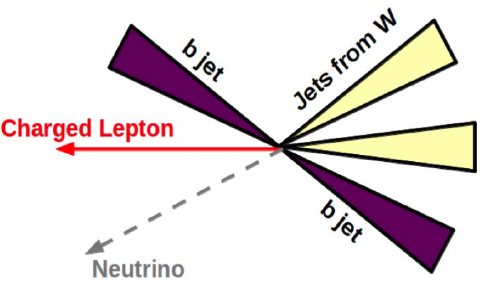 b jet
Jets from W
Charged Lepton
b jet
Neutrino